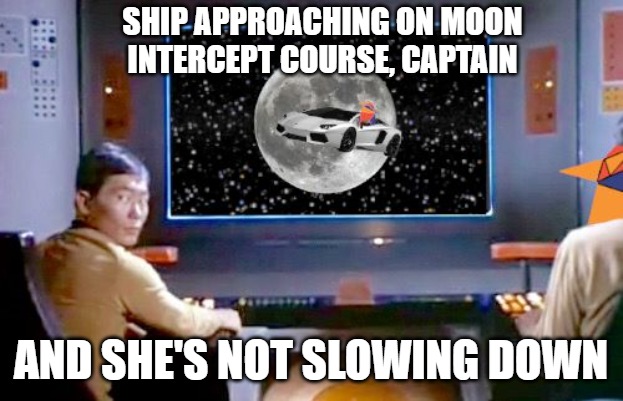 SHIP APPROACHING ON MOON
INTERCEPT COURSE, CAPTAIN
AND SHE'S NOT SLOWING DOWN